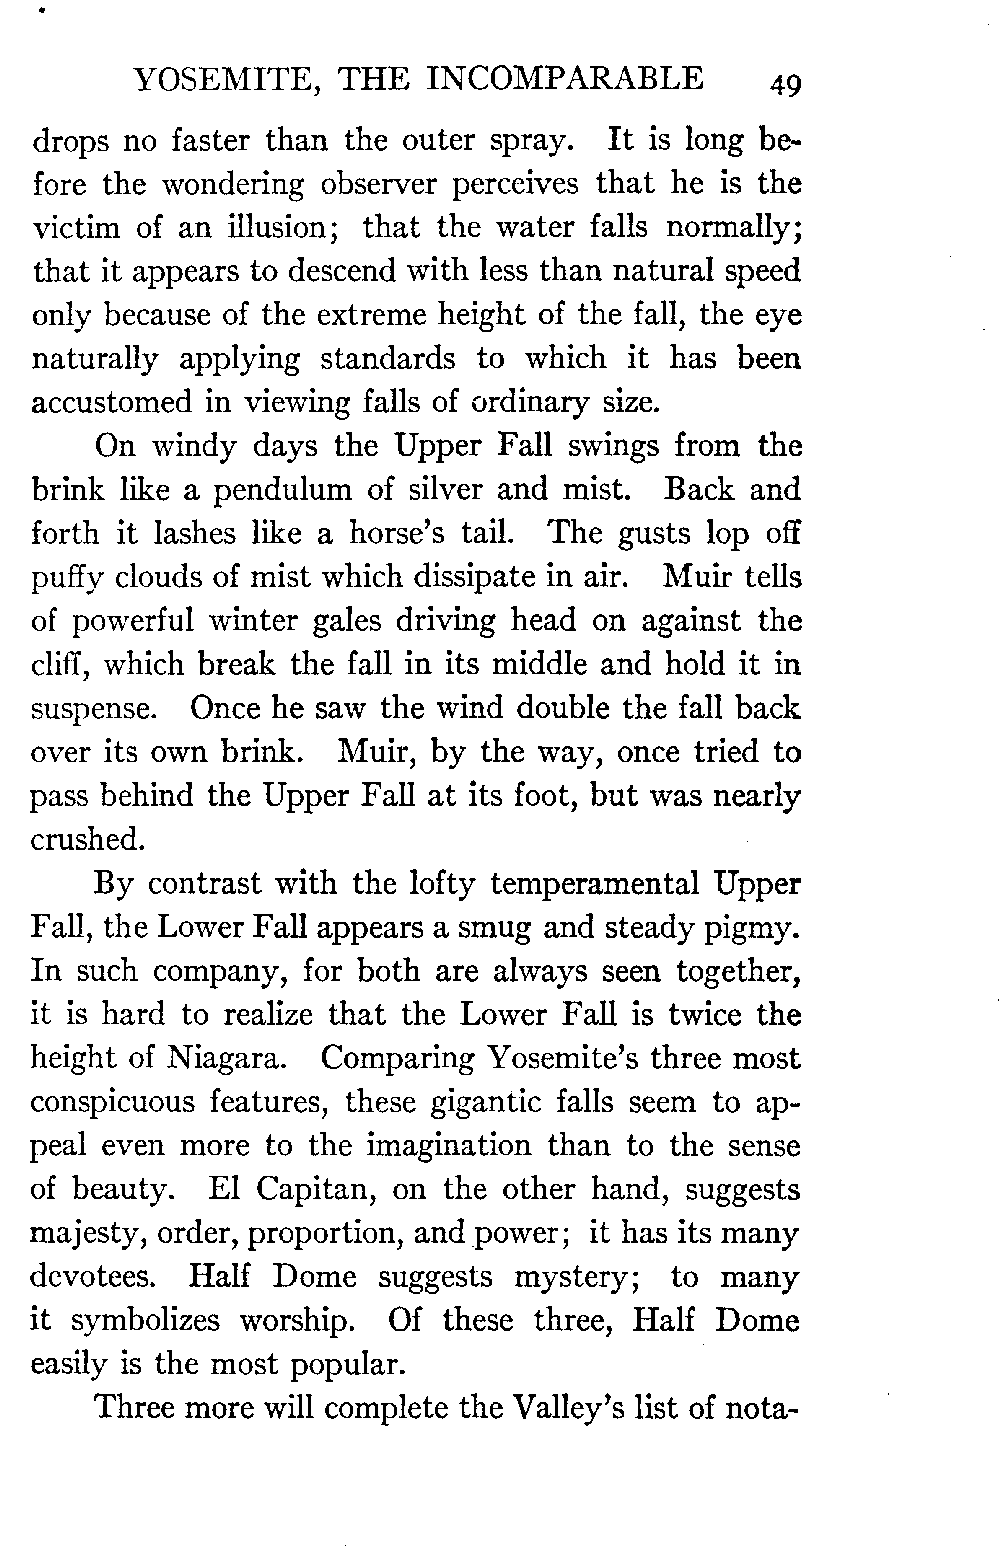 YOSEMITE, THE INCOMPARABLE 49
drops no faster than the outer spray. It is long be-
fore the wondering observer perceives that he is the
victim of an illusion; that the water falls normally;
that it appears to descend with less than natural speed
only because of the extreme height of the fall, the eye
naturally applying standards to which it has been
accustomed in viewing falls of ordinary size.
On windy days the Upper Fall swings from the
brink like a pendulum of silver and mist. Back and
forth it lashes like a horse's tail. The gusts lop off
puffy clouds of mist which dissipate in air. Muir tells
of powerful winter gales driving head on against the
cliff, which break the fall in its middle and hold it in
suspense. Once he saw the wind double the fall back
over its own brink. Muir, by the way, once tried to
pass behind the Upper Fall at its foot, but was nearly
crushed.
By contrast with the lofty temperamental Upper
Fall, the Lower Fall appears a smug and steady pigmy.
In such company, for both are always seen together,
it is hard to realize that the Lower Fall is twice the
height of Niagara. Comparing Yosemite's three most
conspicuous features, these gigantic falls seem to ap-
peal even more to the imagination than to the sense
of beauty. El Capitan, on the other hand, suggests
majesty, order, proportion, and power; it has its many
devotees. Half Dome suggests mystery; to many
it symbolizes worship. Of these three, Half Dome
easily is the most popular.
Three more will complete the Valley's list of nota-